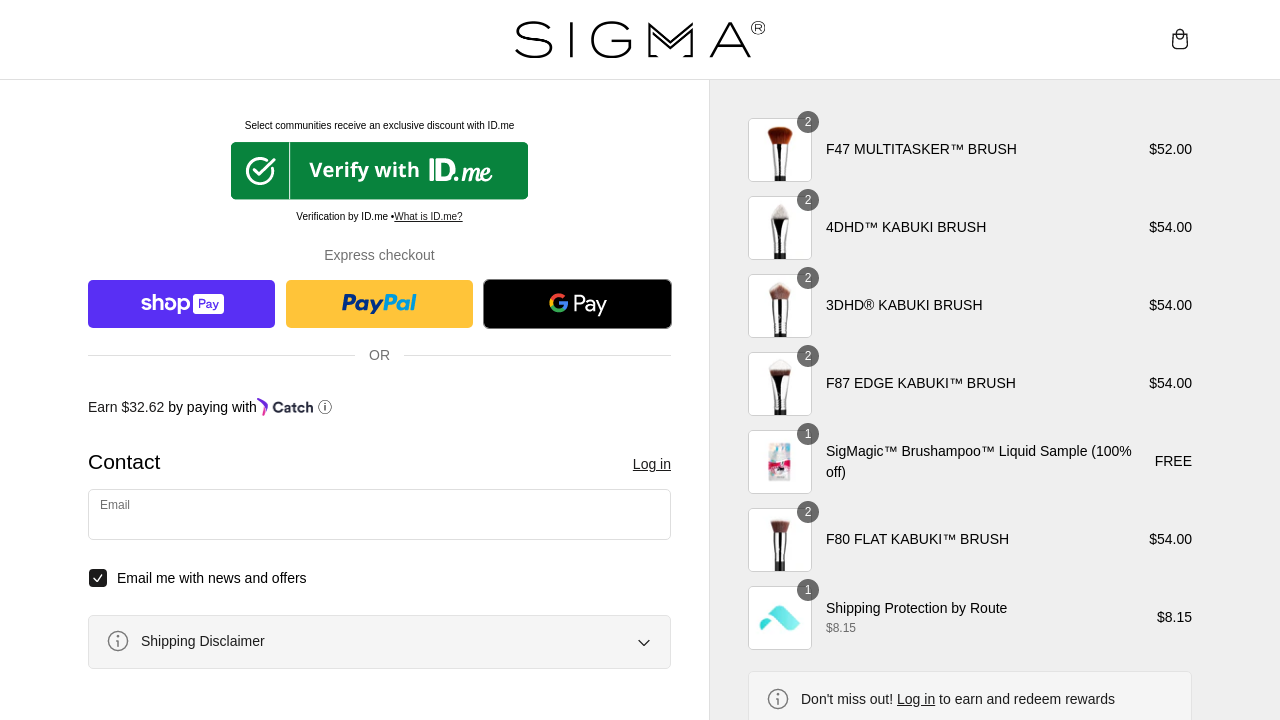 SIGMA®
Select communities receive an exclusive discount with ID.me
Verify with ID.me
Verification by ID.me •What is ID.me?
Express checkout
shop Pay
PayPal
G Pay
OR
Earn $32.62 by paying with Catch
Contact
Log in
Email
Email me with news and offers
Shipping Disclaimer
2
F47 MULTITASKER™ BRUSH
$52.00
2
4DHD™ KABUKI BRUSH
$54.00
2
3DHD® KABUKI BRUSH
$54.00
2
F87 EDGE KABUKI™ BRUSH
$54.00
1
SigMagic™ Brushampoo™ Liquid Sample (100%
off)
FREE
2
F80 FLAT KABUKI™ BRUSH
$54.00
1
Shipping Protection by Route
$8.15
$8.15
Don't miss out! Log in to earn and redeem rewards